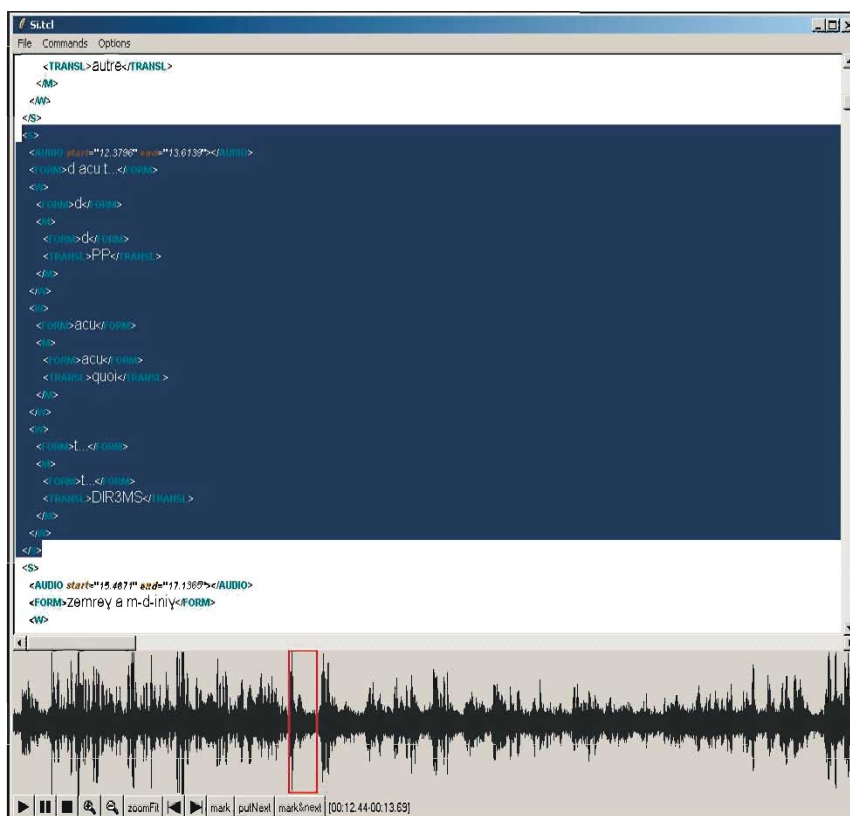 Si.tcl
File Commands Options
<TRANSL>autre</TRANSL>
</M>
</W>
</S>
<S>
<AUDIO start="12.3796" end="13.6139"></AUDIO>
<FORM>d acu t...</FORM>
<W>
<FORM>d</FORM>
<M>
<FORM>d</FORM>
<TRANSL>PP</TRANSL>
</M>
</W>
<W>
<FORM>acu</FORM>
<M>
<FORM>acu</FORM>
<TRANSL>quoi</TRANSL>
</M>
</W>
<W>
<FORM>t...</FORM>
<M>
<FORM>t...</FORM>
<TRANSL>DIR3MS</TRANSL>
</M>
</W>
</S>
<S>
<AUDIO start="15.4871" end="17.1365"></AUDIO>
<FORM>zemrey a m-d-iniy</FORM>
<W>
zoomFit mark putNext mark&next [00:12.44-00:13.69]